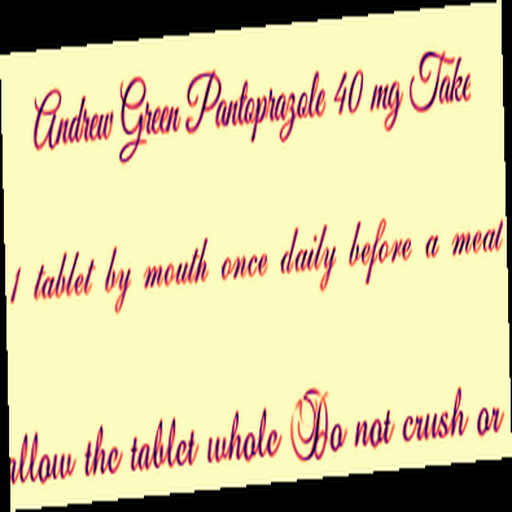 Andrew Green Pantoprazole 40 mg Take
1 tablet by mouth once daily before a meal
the tablet whole Do not crush or